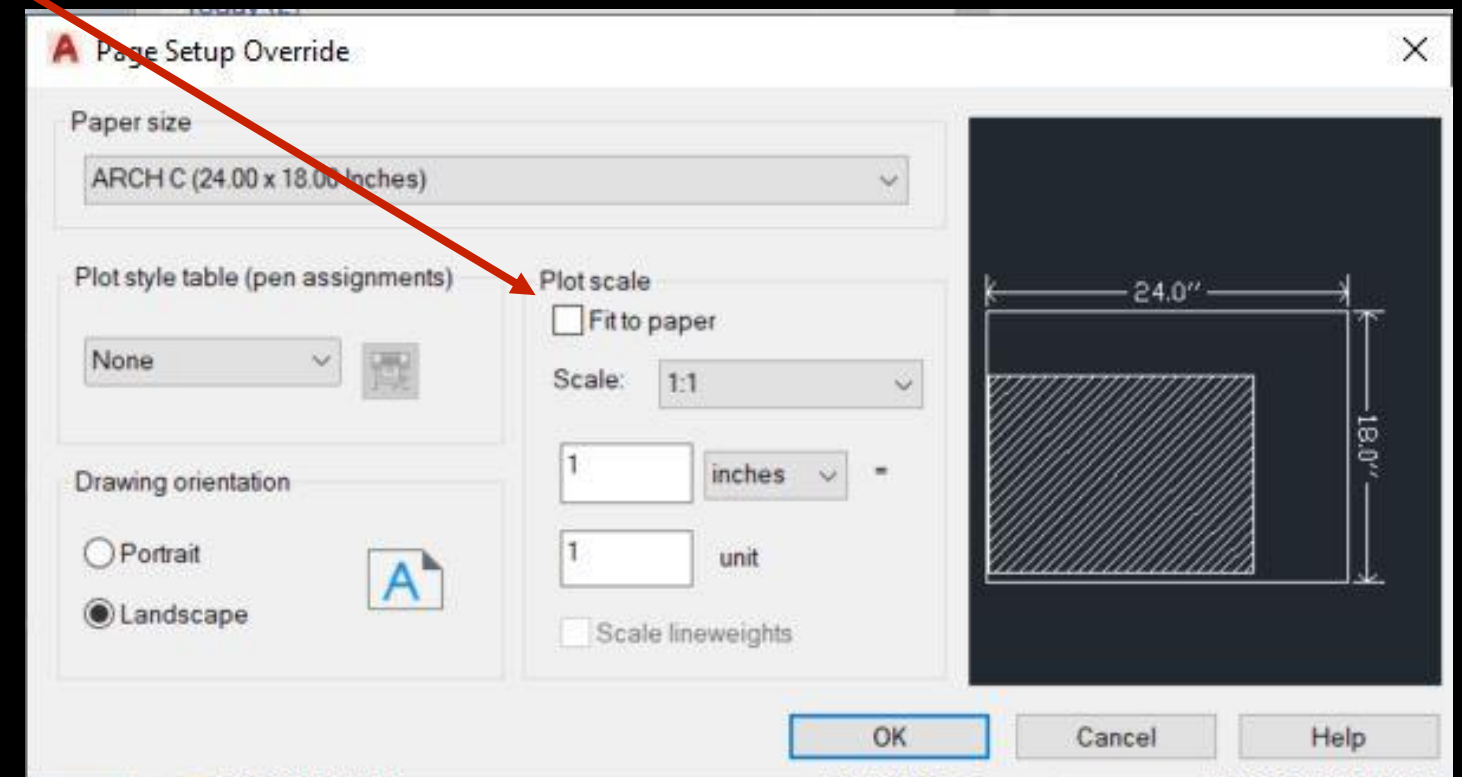 Page Setup Override
Paper size
ARCH C (24.00 x 18.00 Inches)
Plot style table (pen assignments)
None
Drawing orientation
Portrait
A
Landscape
Plot scale
Fit to paper
Scale: 1:1
1 inches =
1 unit
Scale lineweights
24.0''
18.0''
OK Cancel Help